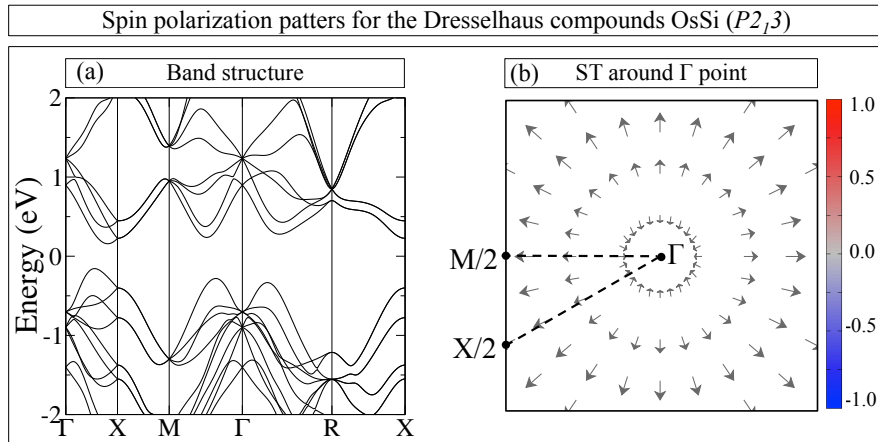 Spin polarization patters for the Dresselhaus compounds OsSi (P2₁3)
(a) Band structure
(b) ST around Γ point
Energy (eV)
2
1
0
-1
-2
Γ X M Γ R X
M/2
Γ
X/2
1.0
0.5
0.0
-0.5
-1.0